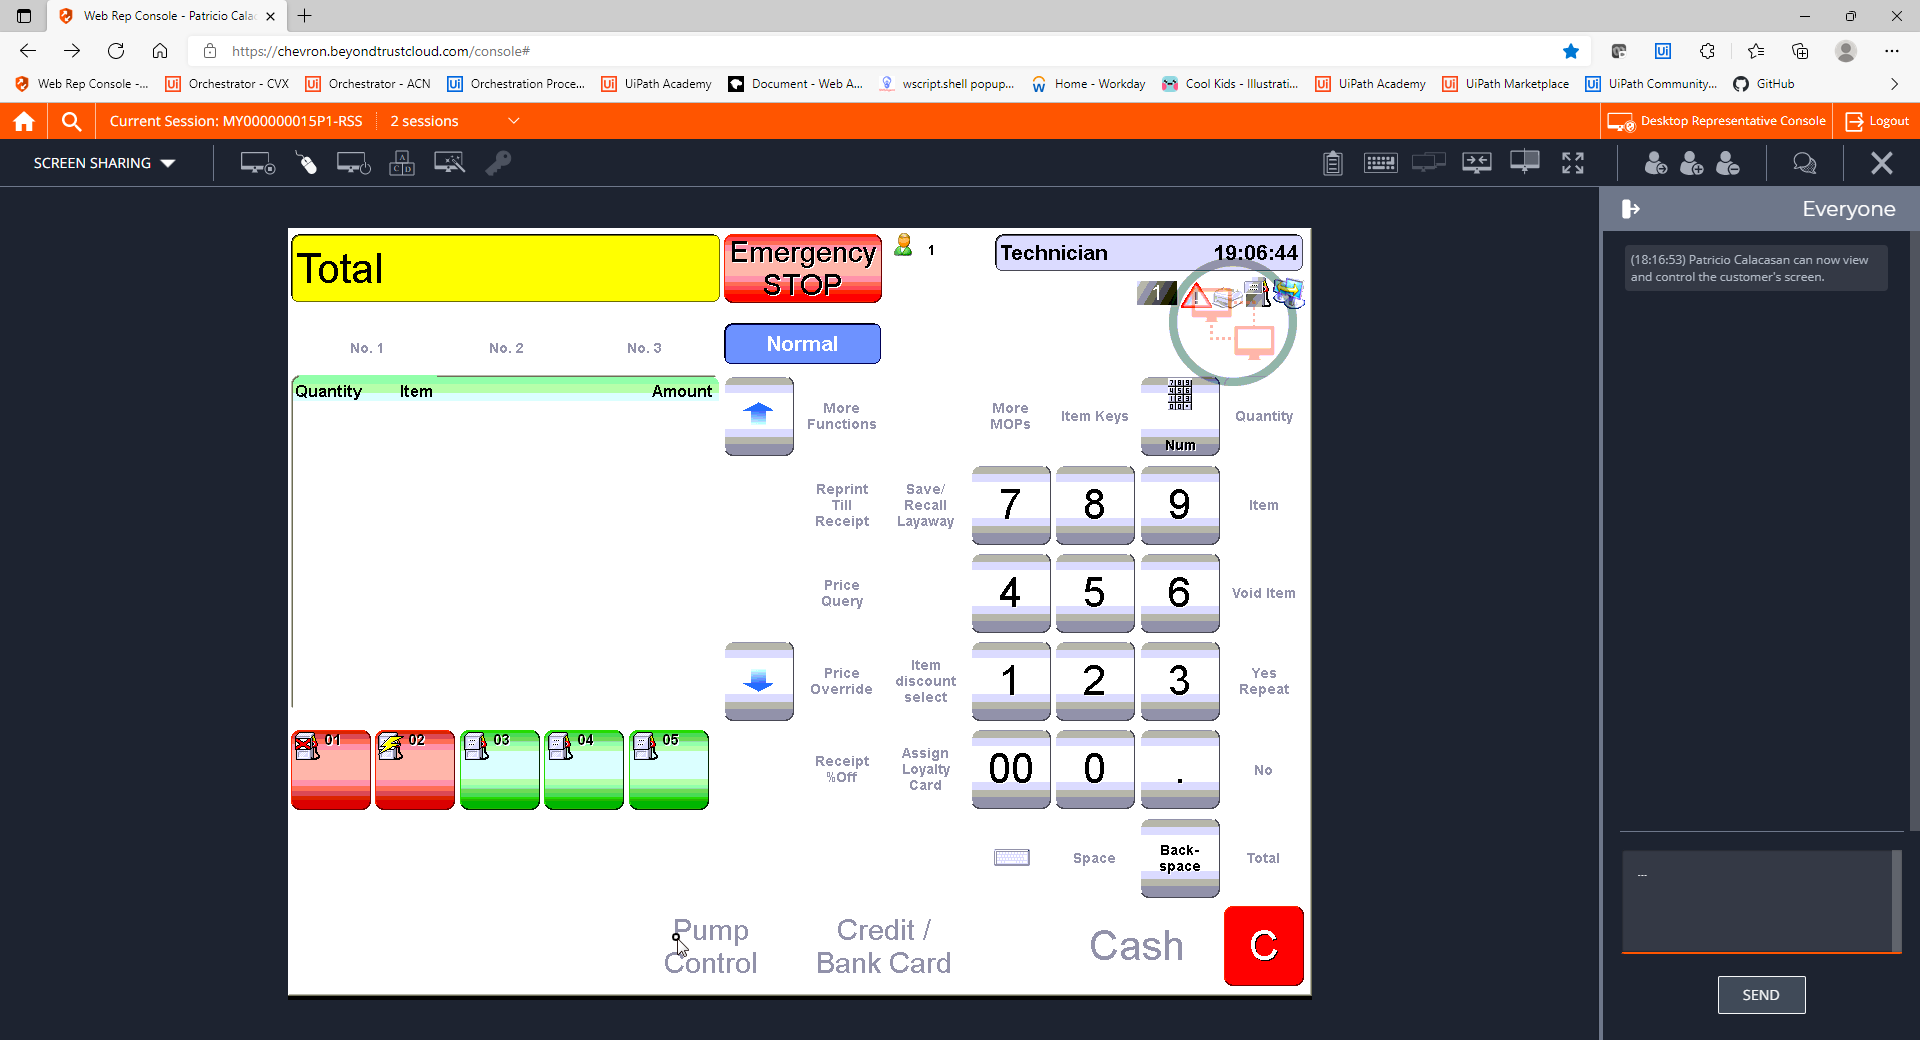 Web Rep Console - Patricio Cala
https://chevron.beyondtrustcloud.com/console#
Web Rep Console -...
Orchestrator - CVX
Orchestrator - ACN
Orchestration Proce...
UiPath Academy
Document - Web A...
wscript.shell popup...
Home - Workday
Cool Kids - Illustrati...
UiPath Academy
UiPath Marketplace
UiPath Community...
GitHub
Current Session: MY000000015P1-RSS
2 sessions
Desktop Representative Console
Logout
SCREEN SHARING
Everyone
(18:16:53) Patricio Calacasan can now view
and control the customer's screen.
Total
Emergency
STOP
1
Technician 19:06:44
1
No. 1 No. 2 No. 3
Normal
Quantity Item Amount
More
Functions
More
MOPs
Item Keys
Num
Quantity
Reprint
Till
Receipt
Save/
Recall
Layaway
7 8 9
Item
Price
Query
4 5 6
Void Item
Price
Override
Item
discount
select
1 2 3
Yes
Repeat
01 02 03 04 05
Receipt
%Off
Assign
Loyalty
Card
00 0 .
No
Space
Back-
space
Total
Pump
Control
Credit /
Bank Card
Cash
C
...
SEND